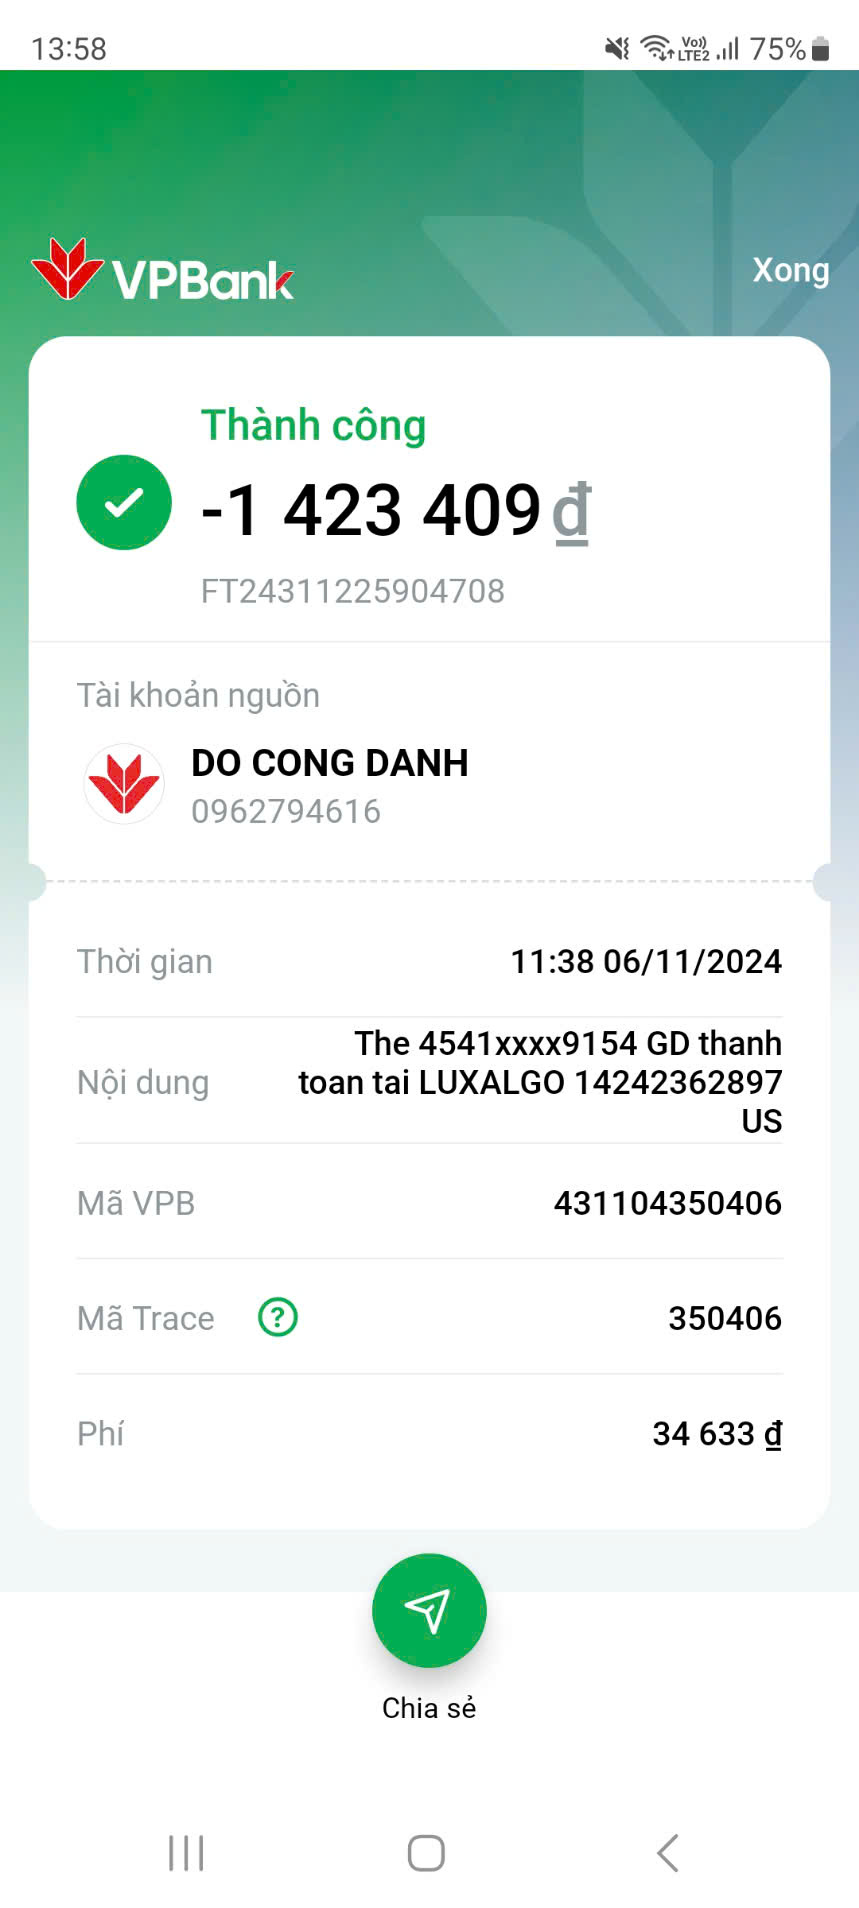 13:58
Vo))
LTE2
75%
VPBank
Xong
Thành công
-1 423 409 đ
FT24311225904708
Tài khoản nguồn
DO CONG DANH
0962794616
Thời gian
11:38 06/11/2024
Nội dung
The 4541xxxx9154 GD thanh
toan tai LUXALGO 14242362897
US
Mã VPB
431104350406
Mã Trace
?
350406
Phí
34 633 đ
Chia sẻ